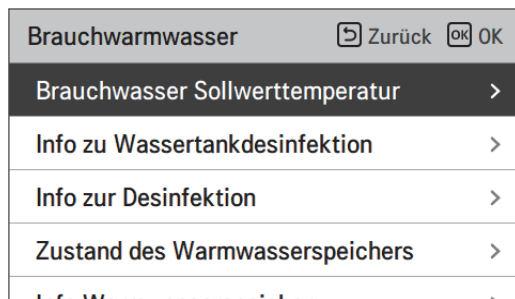 Brauchwarmwasser Zurück OK OK
Brauchwasser Sollwerttemperatur >
Info zu Wassertankdesinfektion >
Info zur Desinfektion >
Zustand des Warmwasserspeichers >